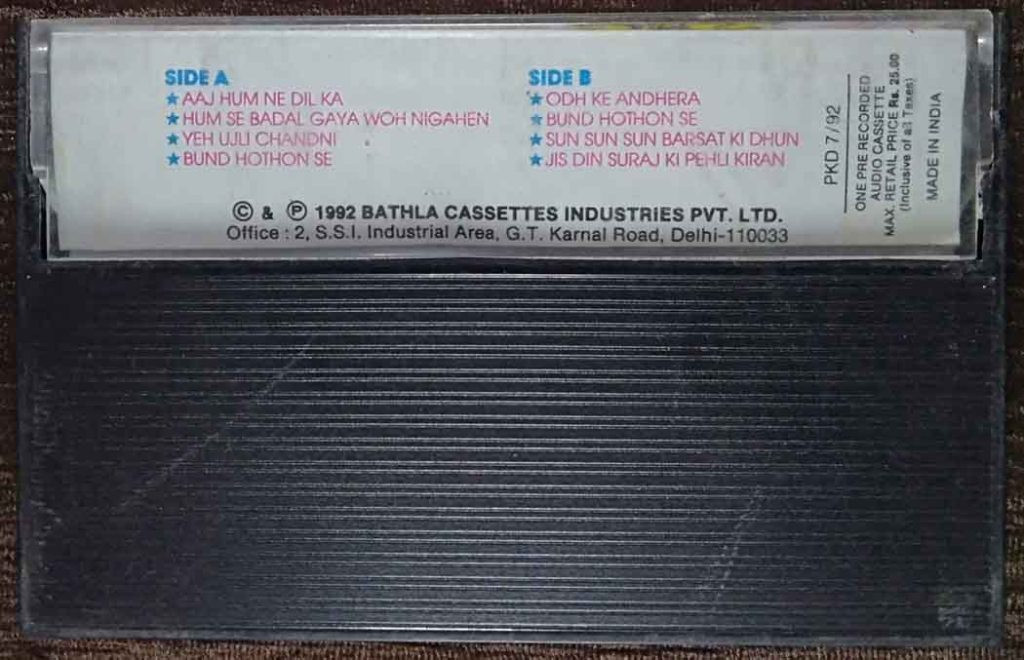 SIDE A
★ AAJ HUM NE DIL KA
★ HUM SE BADAL GAYA WOH NIGAHEN
★ YEH UJLI CHANDNI
★ BUND HOTHON SE
SIDE B
★ ODH KE ANDHERA
★ BUND HOTHON SE
★ SUN SUN SUN BARSAT KI DHUN
★ JIS DIN SURAJ KI PEHLI KIRAN
© & ℗ 1992 BATHLA CASSETTES INDUSTRIES PVT. LTD.
Office : 2, S.S.I. Industrial Area, G.T. Karnal Road, Delhi-110033
PKD 7/92
ONE PRE RECORDED
AUDIO CASSETTE
MAX. RETAIL PRICE Rs. 25.00
(Inclusive of all Taxes)
MADE IN INDIA